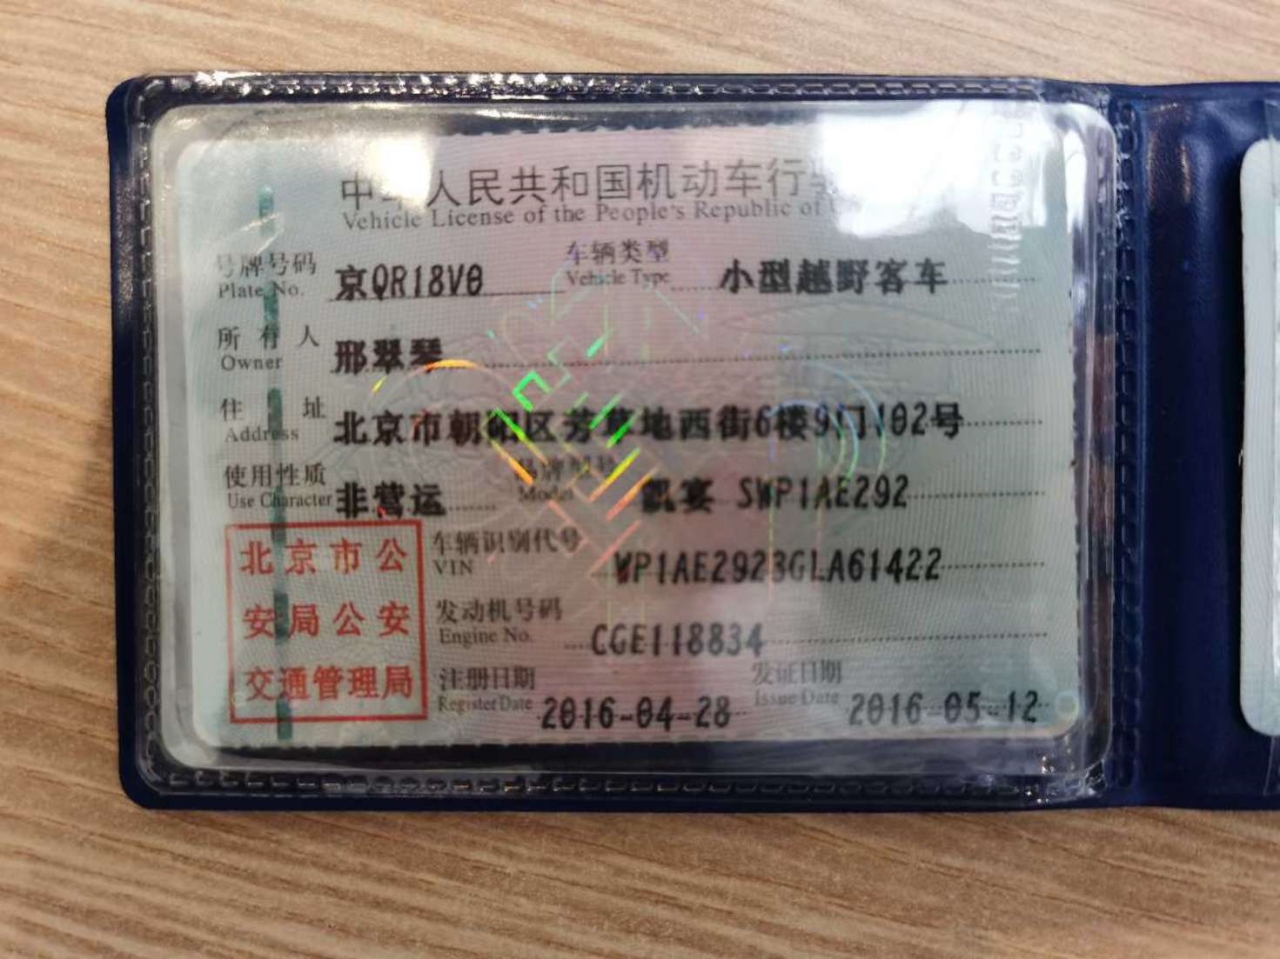 中华人民共和国机动车行驶
Vehicle License of the People's Republic of
号牌号码 Plate No. 京QR18V0 车辆类型 Vehicle Type 小型越野客车
所有人 Owner 邢翠琴
住址 Address 北京市朝阳区芳草地西街6楼9门102号
使用性质 Use Character 非营运 品牌型号 Model 凯宴 SWP1AE292
车辆识别代号 VIN WP1AE2923GLA61422
发动机号码 Engine No. CGE118834
注册日期 Register Date 2016-04-28 发证日期 Issue Date 2016-05-12
北京市公
安局公安
交通管理局